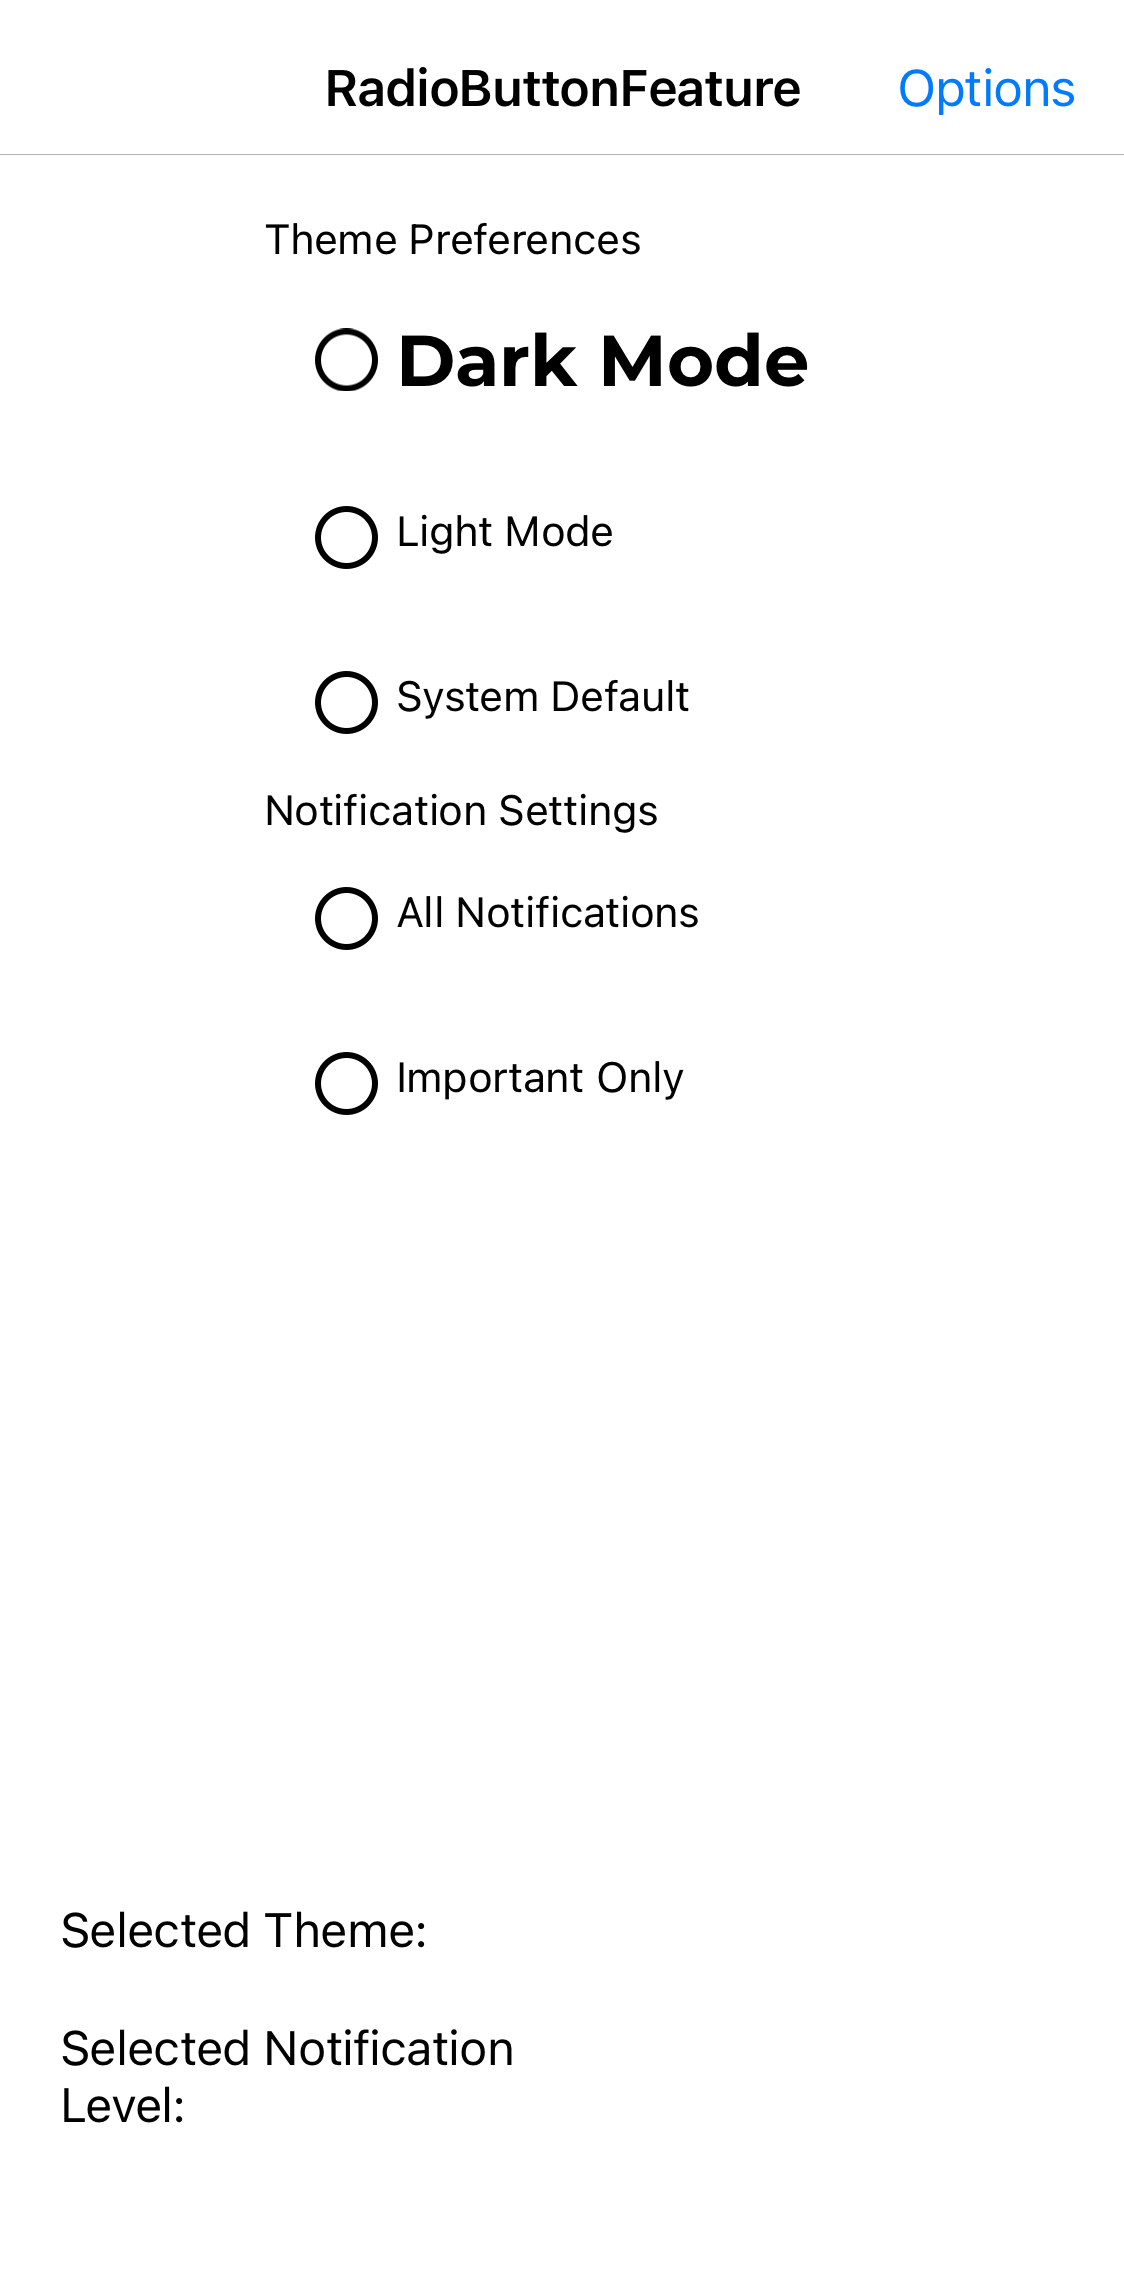 RadioButtonFeature
Options
Theme Preferences
Dark Mode
Light Mode
System Default
Notification Settings
All Notifications
Important Only
Selected Theme:
Selected Notification
Level: